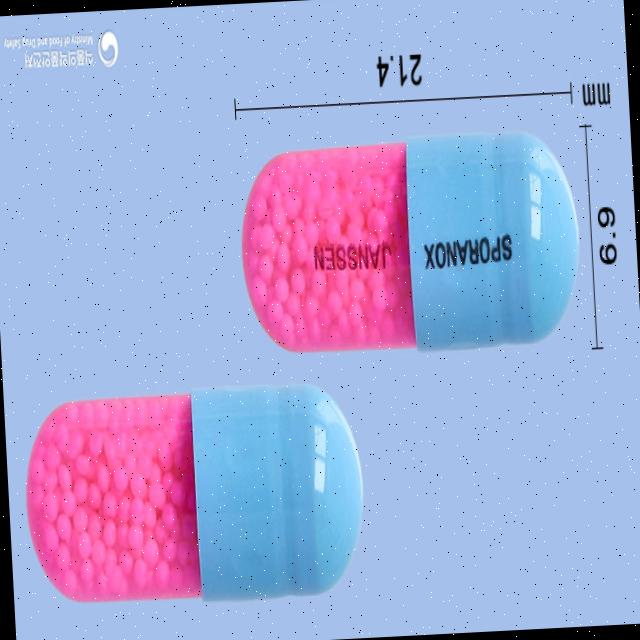 SPORANOX JANSSEN
6.9
mm
21.4
식품의약품안전처
Ministry of Food and Drug Safety